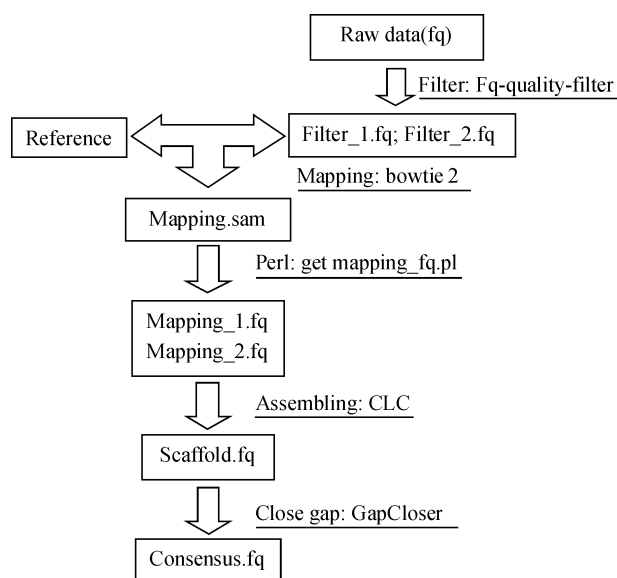 Raw data(fq)
Filter: Fq-quality-filter
Reference
Filter_1.fq; Filter_2.fq
Mapping: bowtie 2
Mapping.sam
Perl: get mapping_fq.pl
Mapping_1.fq
Mapping_2.fq
Assembling: CLC
Scaffold.fq
Close gap: GapCloser
Consensus.fq